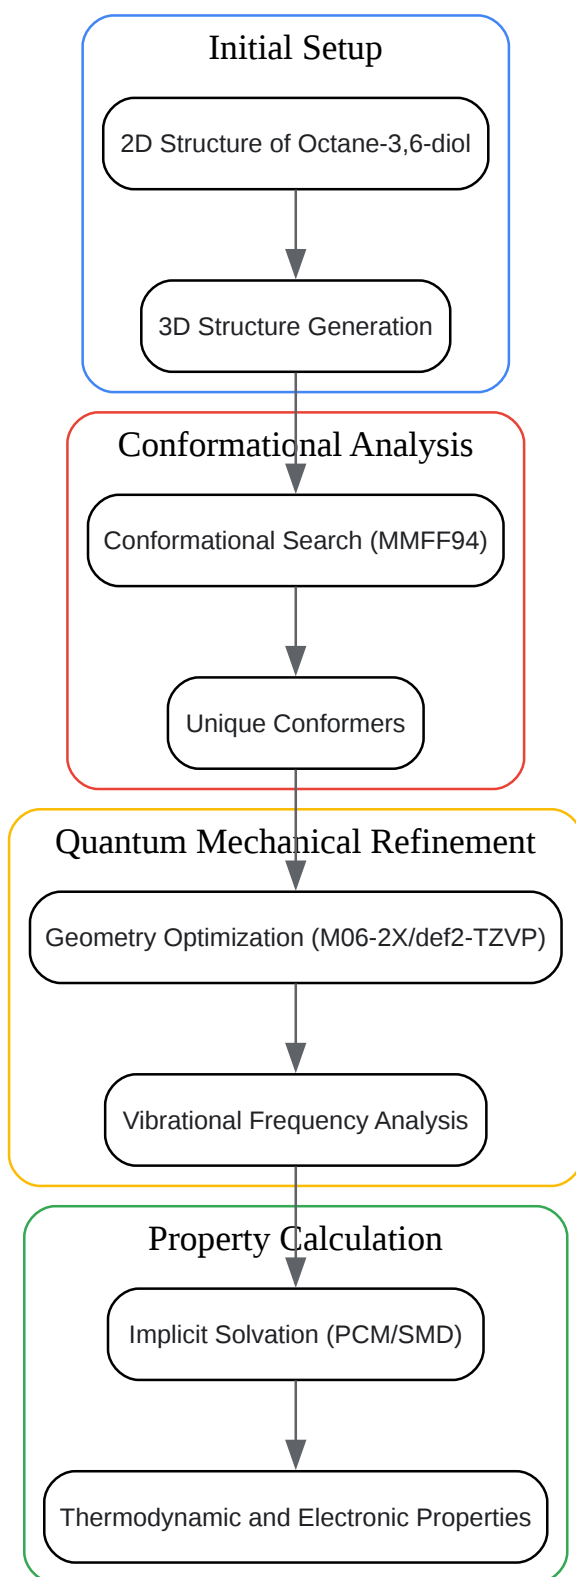 Initial Setup
2D Structure of Octane-3,6-diol
3D Structure Generation
Conformational Analysis
Conformational Search (MMFF94)
Unique Conformers
Quantum Mechanical Refinement
Geometry Optimization (M06-2X/def2-TZVP)
Vibrational Frequency Analysis
Property Calculation
Implicit Solvation (PCM/SMD)
Thermodynamic and Electronic Properties